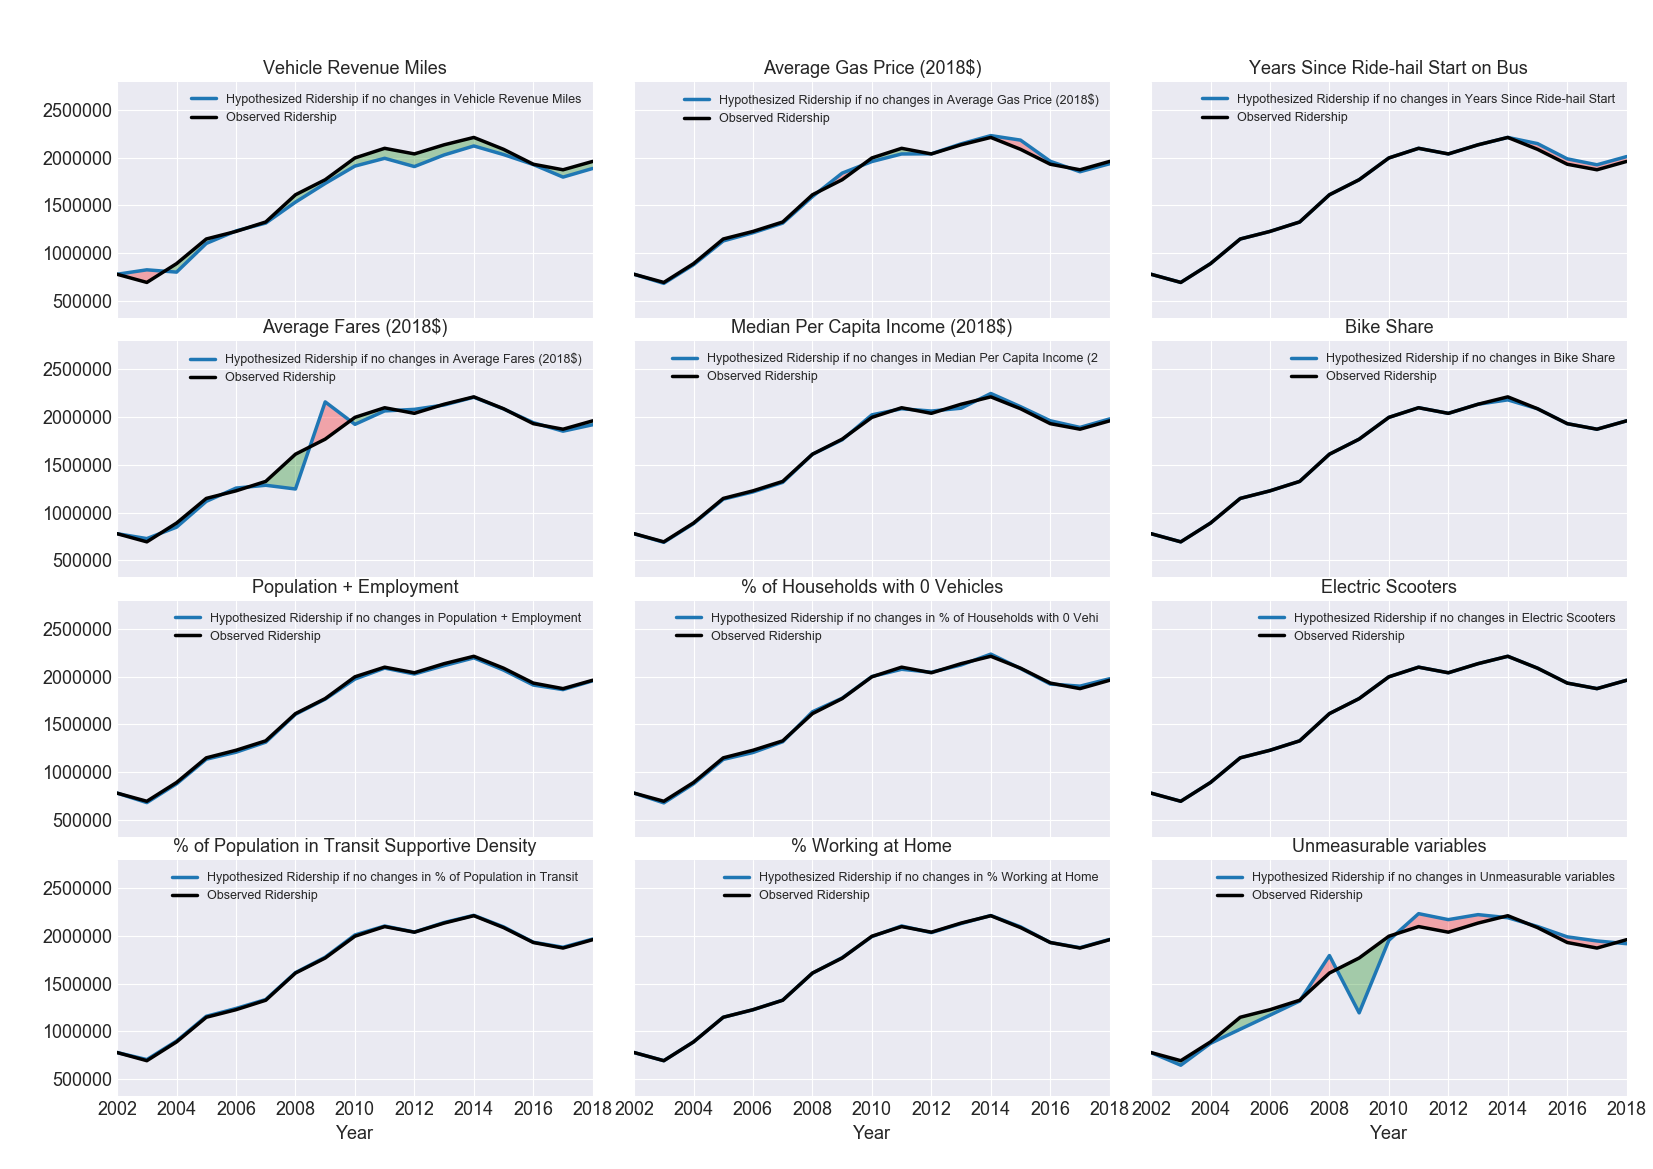 Vehicle Revenue Miles
Hypothesized Ridership if no changes in Vehicle Revenue Miles
Observed Ridership
2500000
2000000
1500000
1000000
500000
Average Gas Price (2018$)
Hypothesized Ridership if no changes in Average Gas Price (2018$)
Observed Ridership
Years Since Ride-hail Start on Bus
Hypothesized Ridership if no changes in Years Since Ride-hail Start
Observed Ridership
Average Fares (2018$)
Hypothesized Ridership if no changes in Average Fares (2018$)
Observed Ridership
2500000
2000000
1500000
1000000
500000
Median Per Capita Income (2018$)
Hypothesized Ridership if no changes in Median Per Capita Income (2
Observed Ridership
Bike Share
Hypothesized Ridership if no changes in Bike Share
Observed Ridership
Population + Employment
Hypothesized Ridership if no changes in Population + Employment
Observed Ridership
2500000
2000000
1500000
1000000
500000
% of Households with 0 Vehicles
Hypothesized Ridership if no changes in % of Households with 0 Vehi
Observed Ridership
Electric Scooters
Hypothesized Ridership if no changes in Electric Scooters
Observed Ridership
% of Population in Transit Supportive Density
Hypothesized Ridership if no changes in % of Population in Transit
Observed Ridership
2500000
2000000
1500000
1000000
500000
2002 2004 2006 2008 2010 2012 2014 2016 2018
Year
% Working at Home
Hypothesized Ridership if no changes in % Working at Home
Observed Ridership
2002 2004 2006 2008 2010 2012 2014 2016 2018
Year
Unmeasurable variables
Hypothesized Ridership if no changes in Unmeasurable variables
Observed Ridership
2002 2004 2006 2008 2010 2012 2014 2016 2018
Year